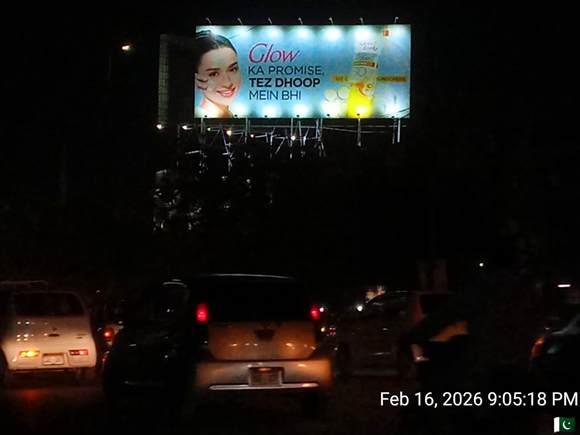 Glow
KA PROMISE,
TEZ DHOOP
MEIN BHI
Feb 16, 2026 9:05:18 PM